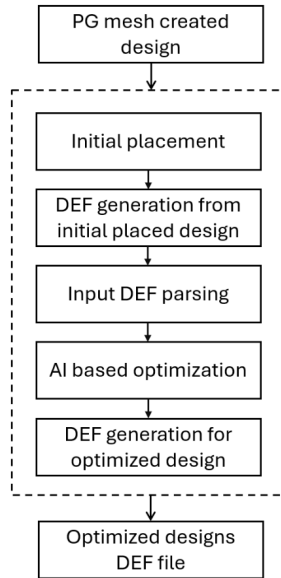 PG mesh created
design
Initial placement
DEF generation from
initial placed design
Input DEF parsing
AI based optimization
DEF generation for
optimized design
Optimized designs
DEF file